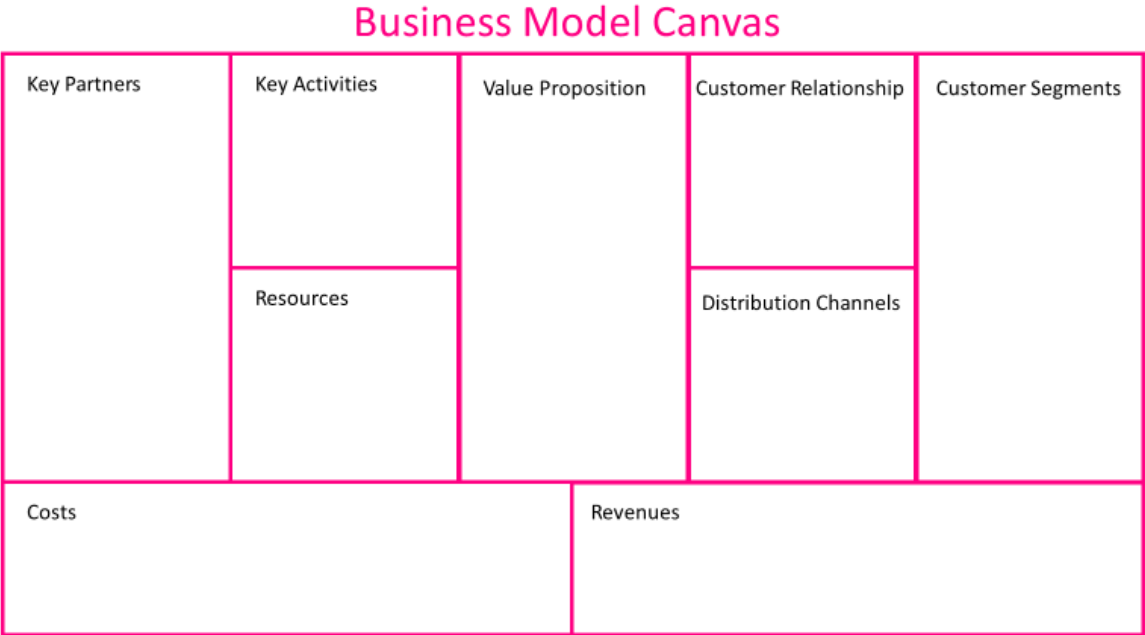 Business Model Canvas
Key Partners
Key Activities
Value Proposition
Customer Relationship
Customer Segments
Resources
Distribution Channels
Costs
Revenues